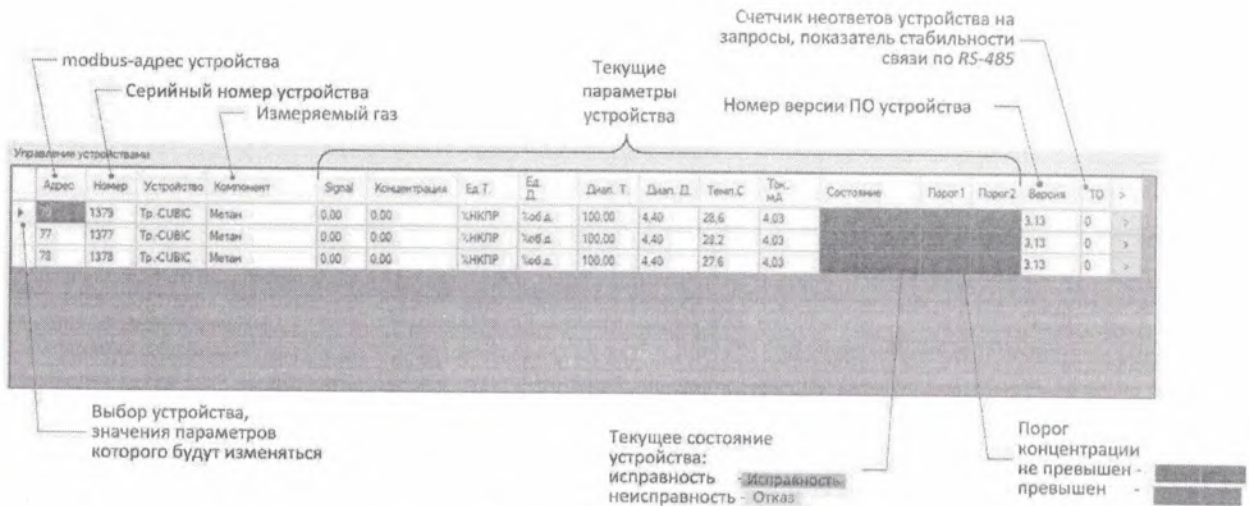 Счетчик неответов устройства на
запросы, показатель стабильности
связи по RS-485
modbus-адрес устройства
Серийный номер устройства
Измеряемый газ
Текущие
параметры
устройства
Номер версии ПО устройства
Управление устройствами
Адрес Номер Устройство Компонент Signal Концентрация Ед.Т. Ед. Д. Диап. Т. Диап. Д. Темп.С Ток, мА Состояние Порог1 Порог2 Версия ТО >
1379 Тр.-CUBIC Метан 0,00 0,00 %НКПР %об.д. 100,00 4,40 28,6 4,03 3.13 0 >
77 1377 Тр.-CUBIC Метан 0,00 0,00 %НКПР %об.д. 100,00 4,40 28,2 4,03 3.13 0 >
78 1378 Тр.-CUBIC Метан 0,00 0,00 %НКПР %об.д. 100,00 4,40 27,6 4,03 3.13 0 >
Выбор устройства,
значения параметров
которого будут изменяться
Текущее состояние
устройства:
исправность - Исправность
неисправность - Отказ
Порог
концентрации
не превышен -
превышен -